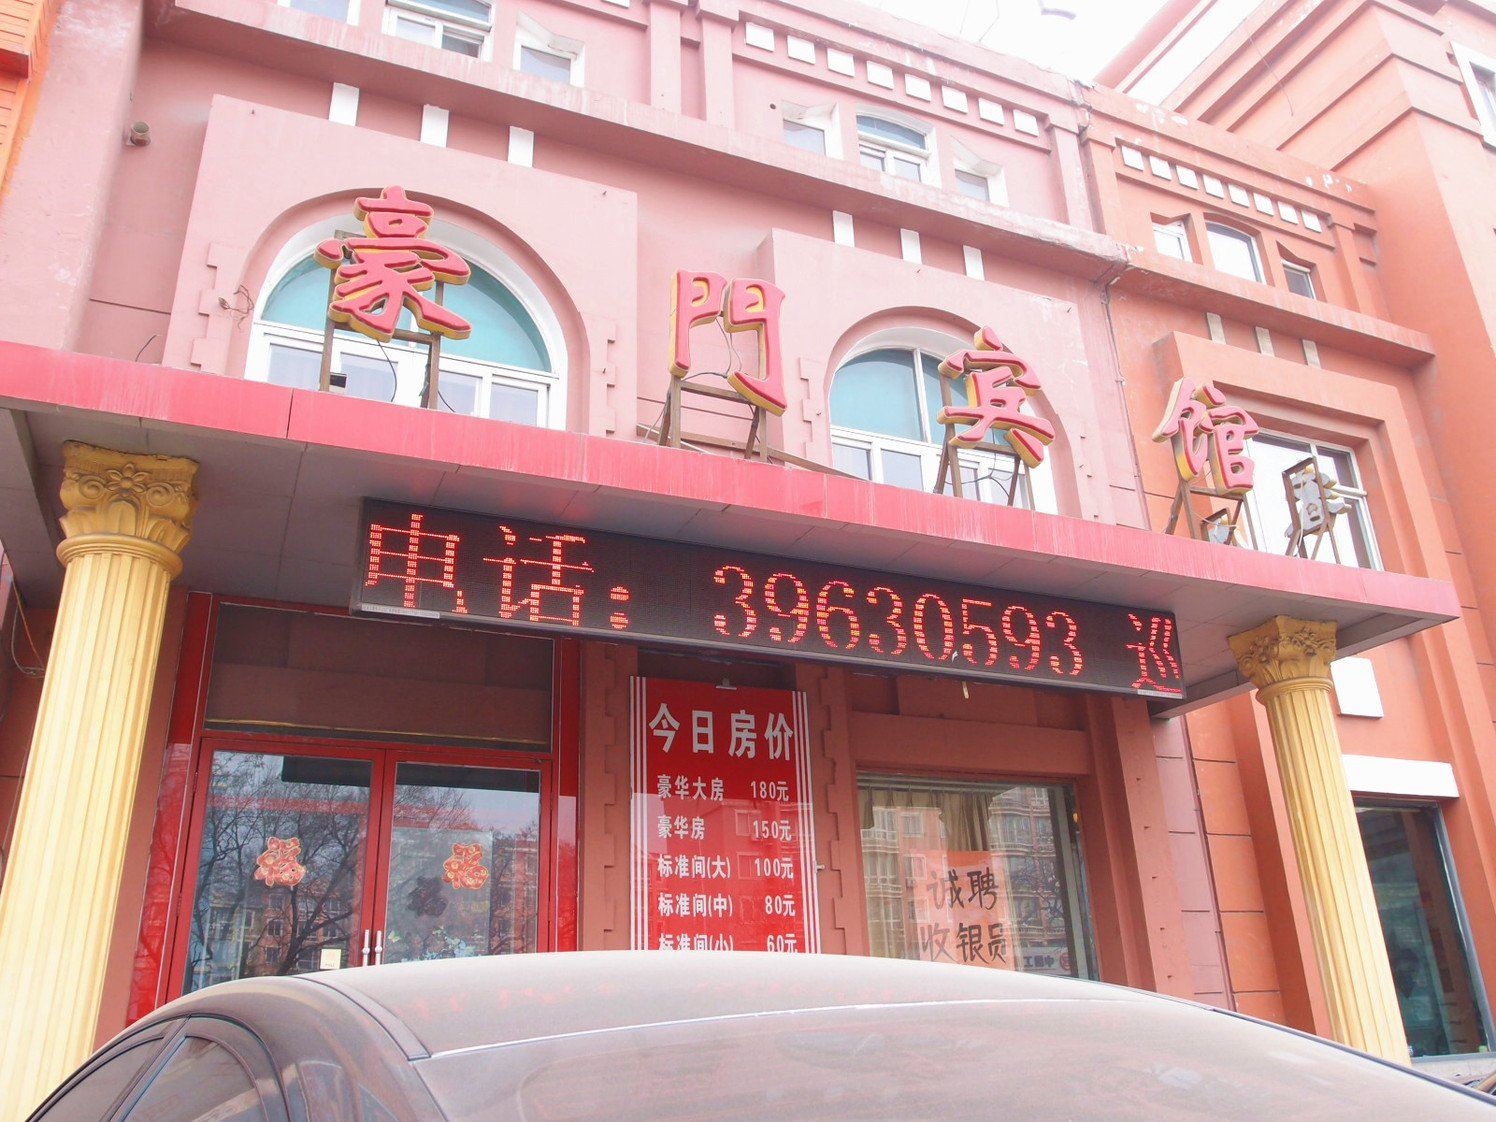 豪門宾馆
电话：39630593
今日房价
豪华大房 180元
豪华房 150元
标准间(大) 100元
标准间(中) 80元
标准间(小) 60元
诚聘
收银员